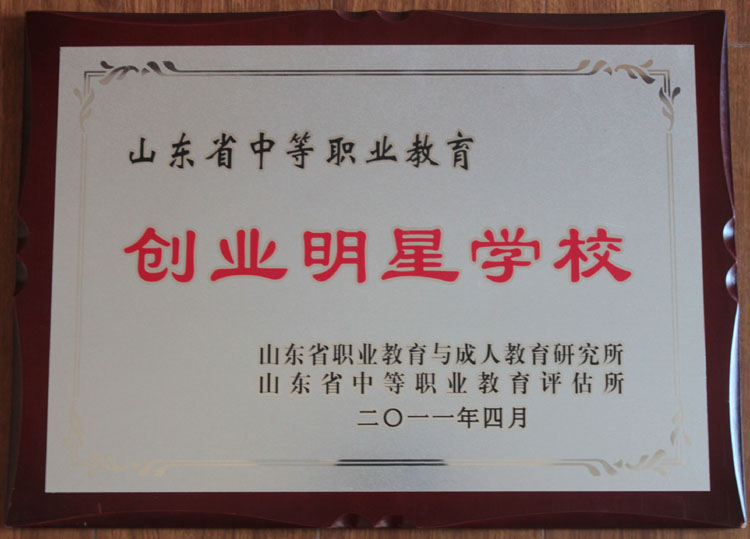 山东省中等职业教育
创业明星学校
山东省职业教育与成人教育研究所
山东省中等职业教育评估所
二〇一一年四月